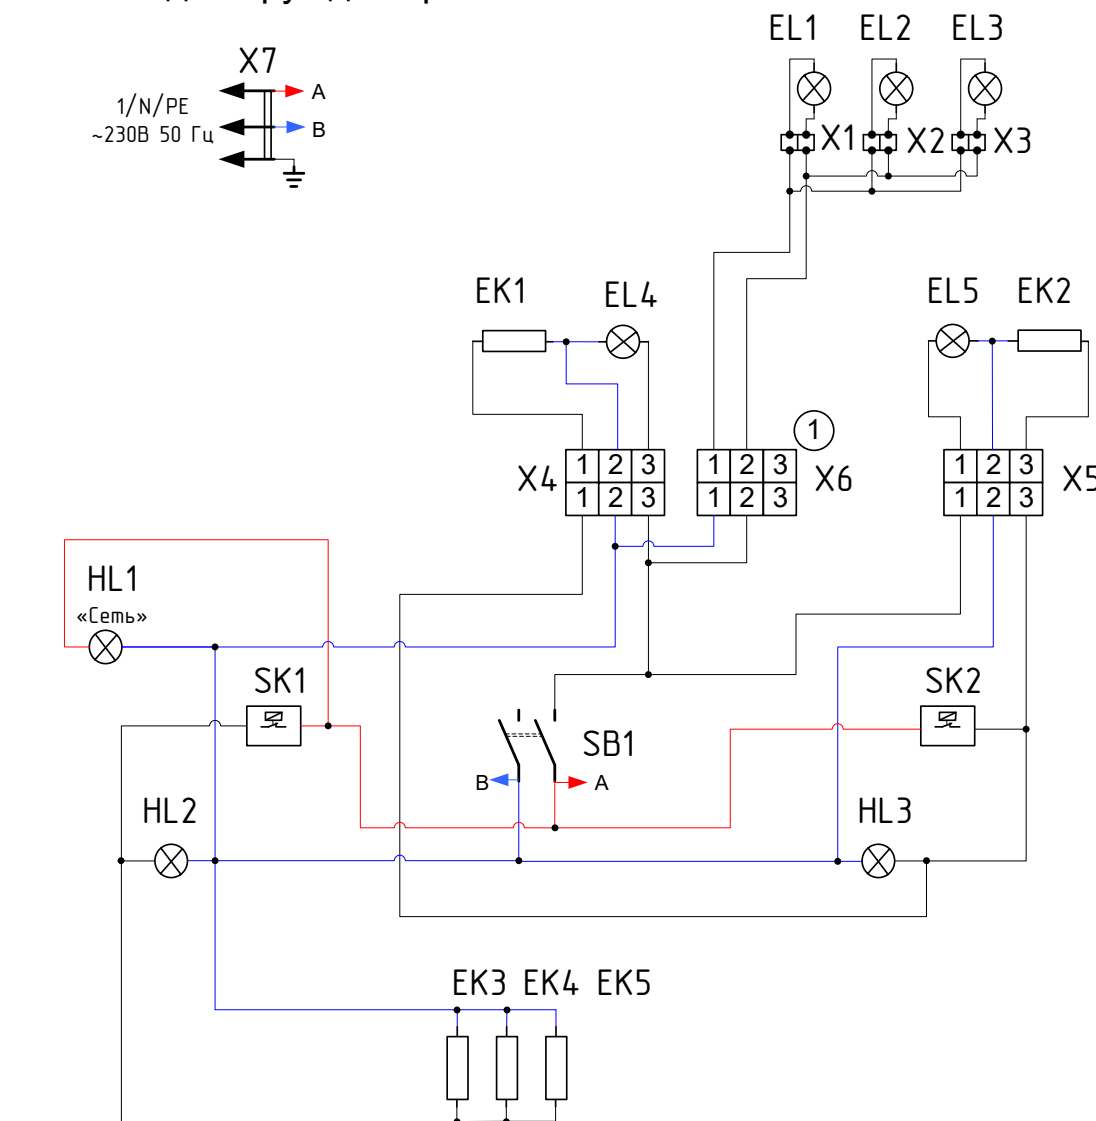 EL1 EL2 EL3
X7
A
1/N/PE
~230В 50 Гц
B
X1 X2 X3
EK1 EL4 EL5 EK2
1
1 2 3 1 2 3 1 2 3
X4 X6 X5
1 2 3 1 2 3 1 2 3
HL1
«Сеть»
SK1 SK2
SB1
B A
HL2 HL3
EK3 EK4 EK5